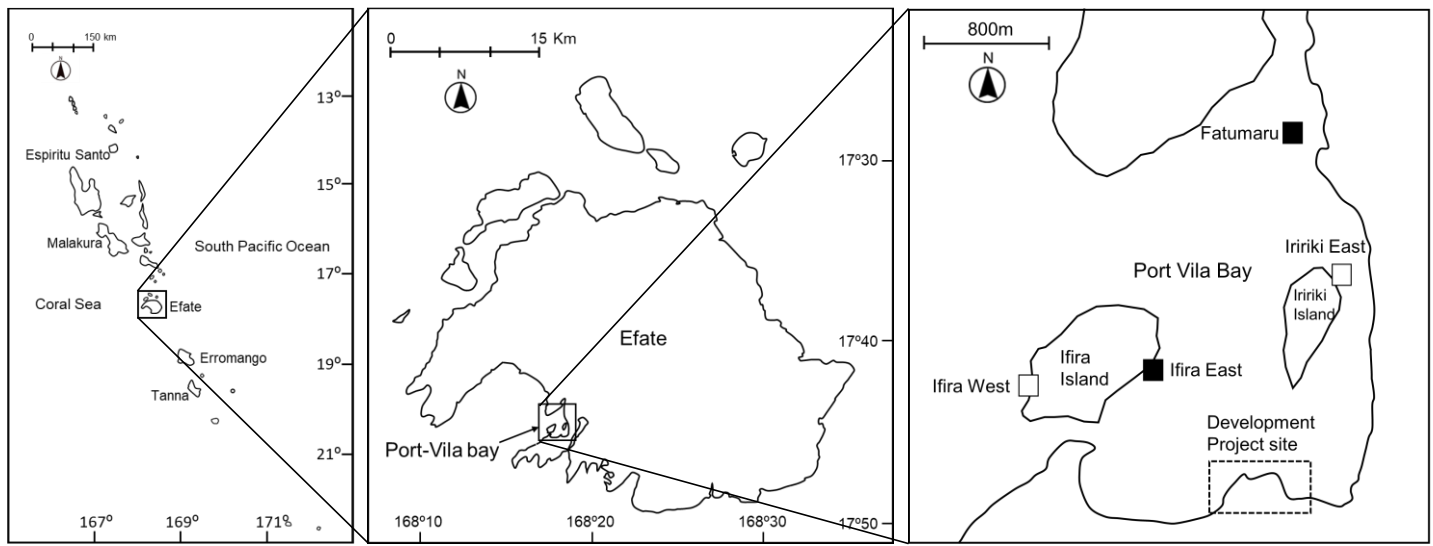 0 150 km
N
13º
Espiritu Santo
15º
Malakura
South Pacific Ocean
17º
Coral Sea
Efate
Erromango
19º
Tanna
21º
167º 169º 171º
0 15 Km
N
17º30
Efate
17º40
Port-Vila bay
168º10 168º20 168º30
17º50
800m
N
Fatumaru
Iririki East
Port Vila Bay
Iririki
Island
Ifira
Island
Ifira West
Ifira East
Development
Project site